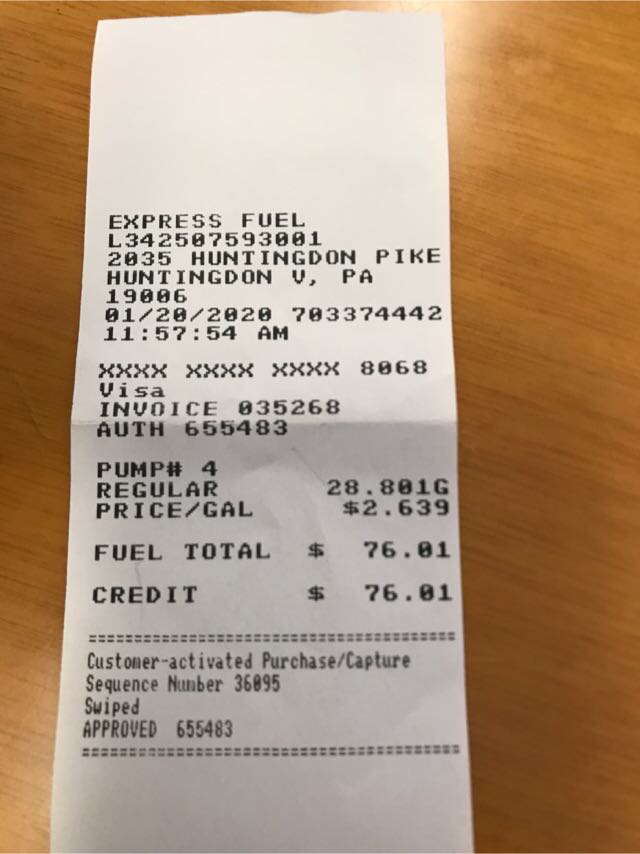 EXPRESS FUEL
L342507593001
2035 HUNTINGDON PIKE
HUNTINGDON V, PA
19006
01/20/2020 703374442
11:57:54 AM
XXXX XXXX XXXX 8068
Visa
INVOICE 035268
AUTH 655483
PUMP# 4
REGULAR 28.801G
PRICE/GAL $2.639
FUEL TOTAL $ 76.01
CREDIT $ 76.01
=====================================
Customer-activated Purchase/Capture
Sequence Number 36095
Swiped
APPROVED 655483
=====================================